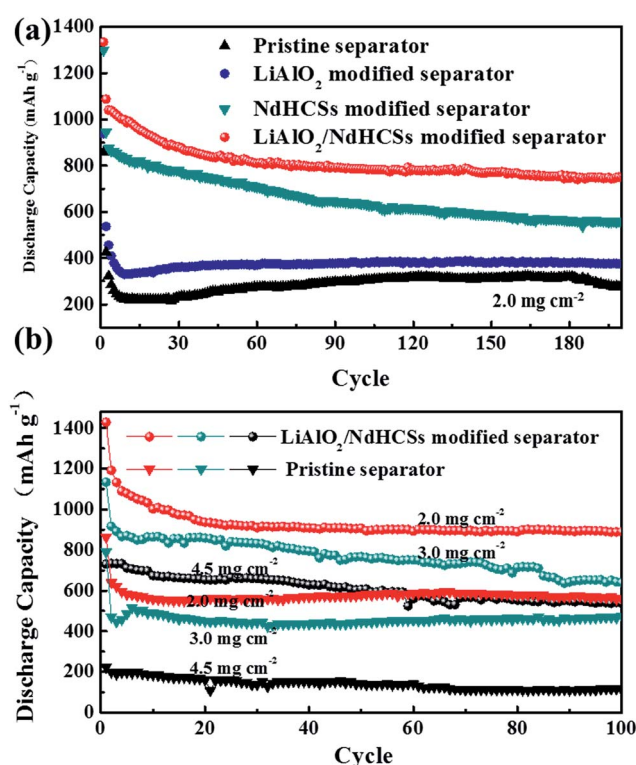 (a)
1400
1200
1000
800
600
400
200
Discharge Capacity (mAh g⁻¹)
Pristine separator
LiAlO₂ modified separator
NdHCSs modified separator
LiAlO₂/NdHCSs modified separator
2.0 mg cm⁻²
0 30 60 90 120 150 180
Cycle
(b)
1400
1200
1000
800
600
400
200
0
Discharge Capacity (mAh g⁻¹)
LiAlO₂/NdHCSs modified separator
Pristine separator
2.0 mg cm⁻²
3.0 mg cm⁻²
4.5 mg cm⁻²
2.0 mg cm⁻²
3.0 mg cm⁻²
4.5 mg cm⁻²
0 20 40 60 80 100
Cycle